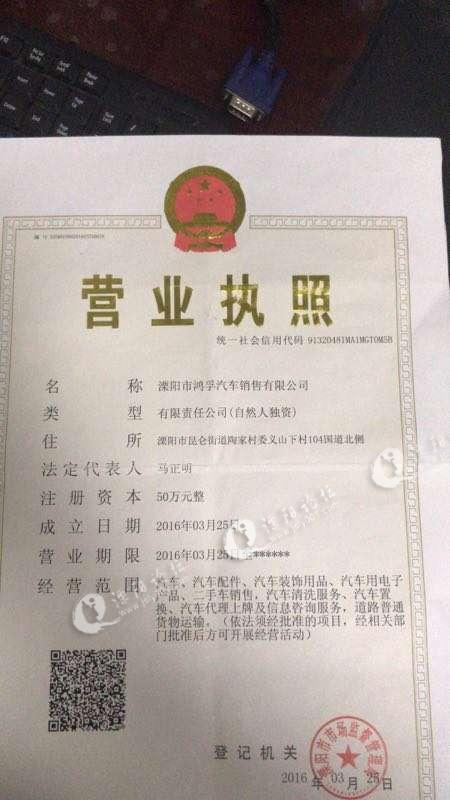 营业执照
统一社会信用代码 91320481MA1MGT0M5B
名称 溧阳市鸿孚汽车销售有限公司
类型 有限责任公司(自然人独资)
住所 溧阳市昆仑街道陶家村委义山下村104国道北侧
法定代表人 马正明
注册资本 50万元整
成立日期 2016年03月25日
营业期限 2016年03月25日至******
经营范围 汽车、汽车配件、汽车装饰用品、汽车用电子
产品、二手车销售，汽车清洗服务、汽车置
换、汽车代理上牌及信息咨询服务，道路普通
货物运输。（依法须经批准的项目，经相关部
门批准后方可开展经营活动）
登记机关
溧阳市市场监督管理局
2016年03月25日